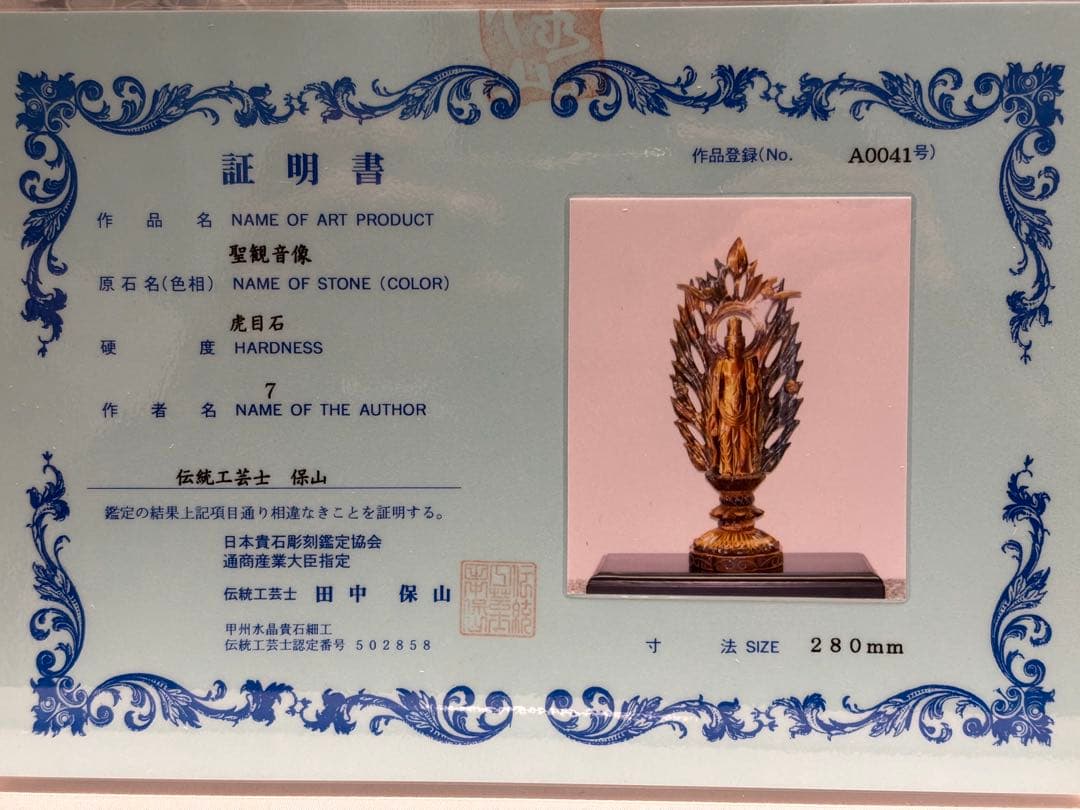 証明書
作品登録(No. A0041号)
作品名 NAME OF ART PRODUCT
聖観音像
原石名(色相) NAME OF STONE (COLOR)
虎目石
硬度 HARDNESS
7
作者名 NAME OF THE AUTHOR
伝統工芸士 保山
鑑定の結果上記項目通り相違なきことを証明する。
日本貴石彫刻鑑定協会
通商産業大臣指定
伝統工芸士 田中 保山
甲州水晶貴石細工
伝統工芸士認定番号 502858
寸法 SIZE 280mm